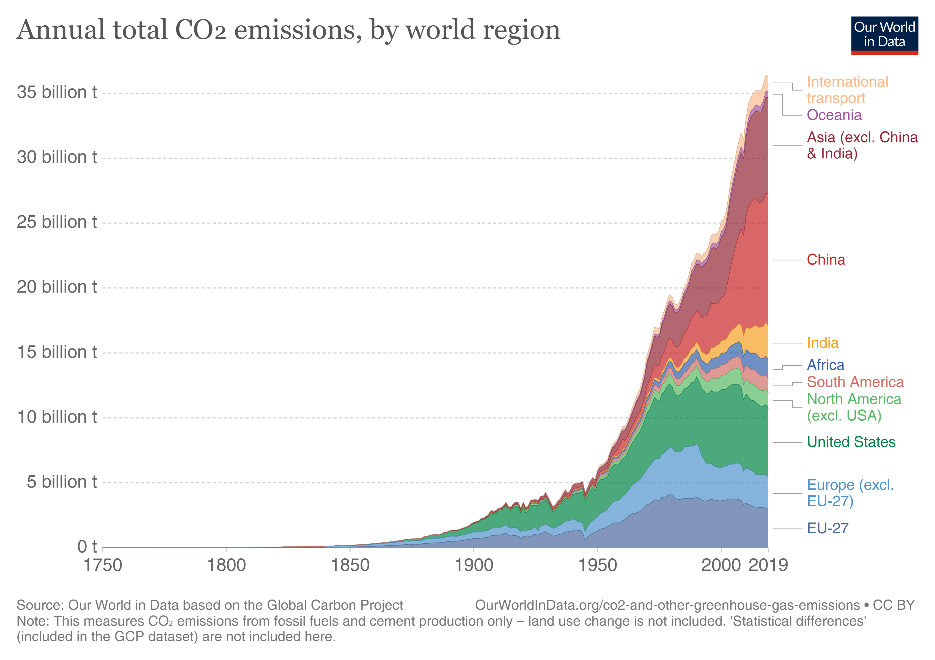 Annual total CO₂ emissions, by world region
Our World
in Data
35 billion t
30 billion t
25 billion t
20 billion t
15 billion t
10 billion t
5 billion t
0 t
1750
1800
1850
1900
1950
2000
2019
International
transport
Oceania
Asia (excl. China
& India)
China
India
Africa
South America
North America
(excl. USA)
United States
Europe (excl.
EU-27)
EU-27
Source: Our World in Data based on the Global Carbon Project
OurWorldInData.org/co2-and-other-greenhouse-gas-emissions • CC BY
Note: This measures CO₂ emissions from fossil fuels and cement production only – land use change is not included. 'Statistical differences'
(included in the GCP dataset) are not included here.